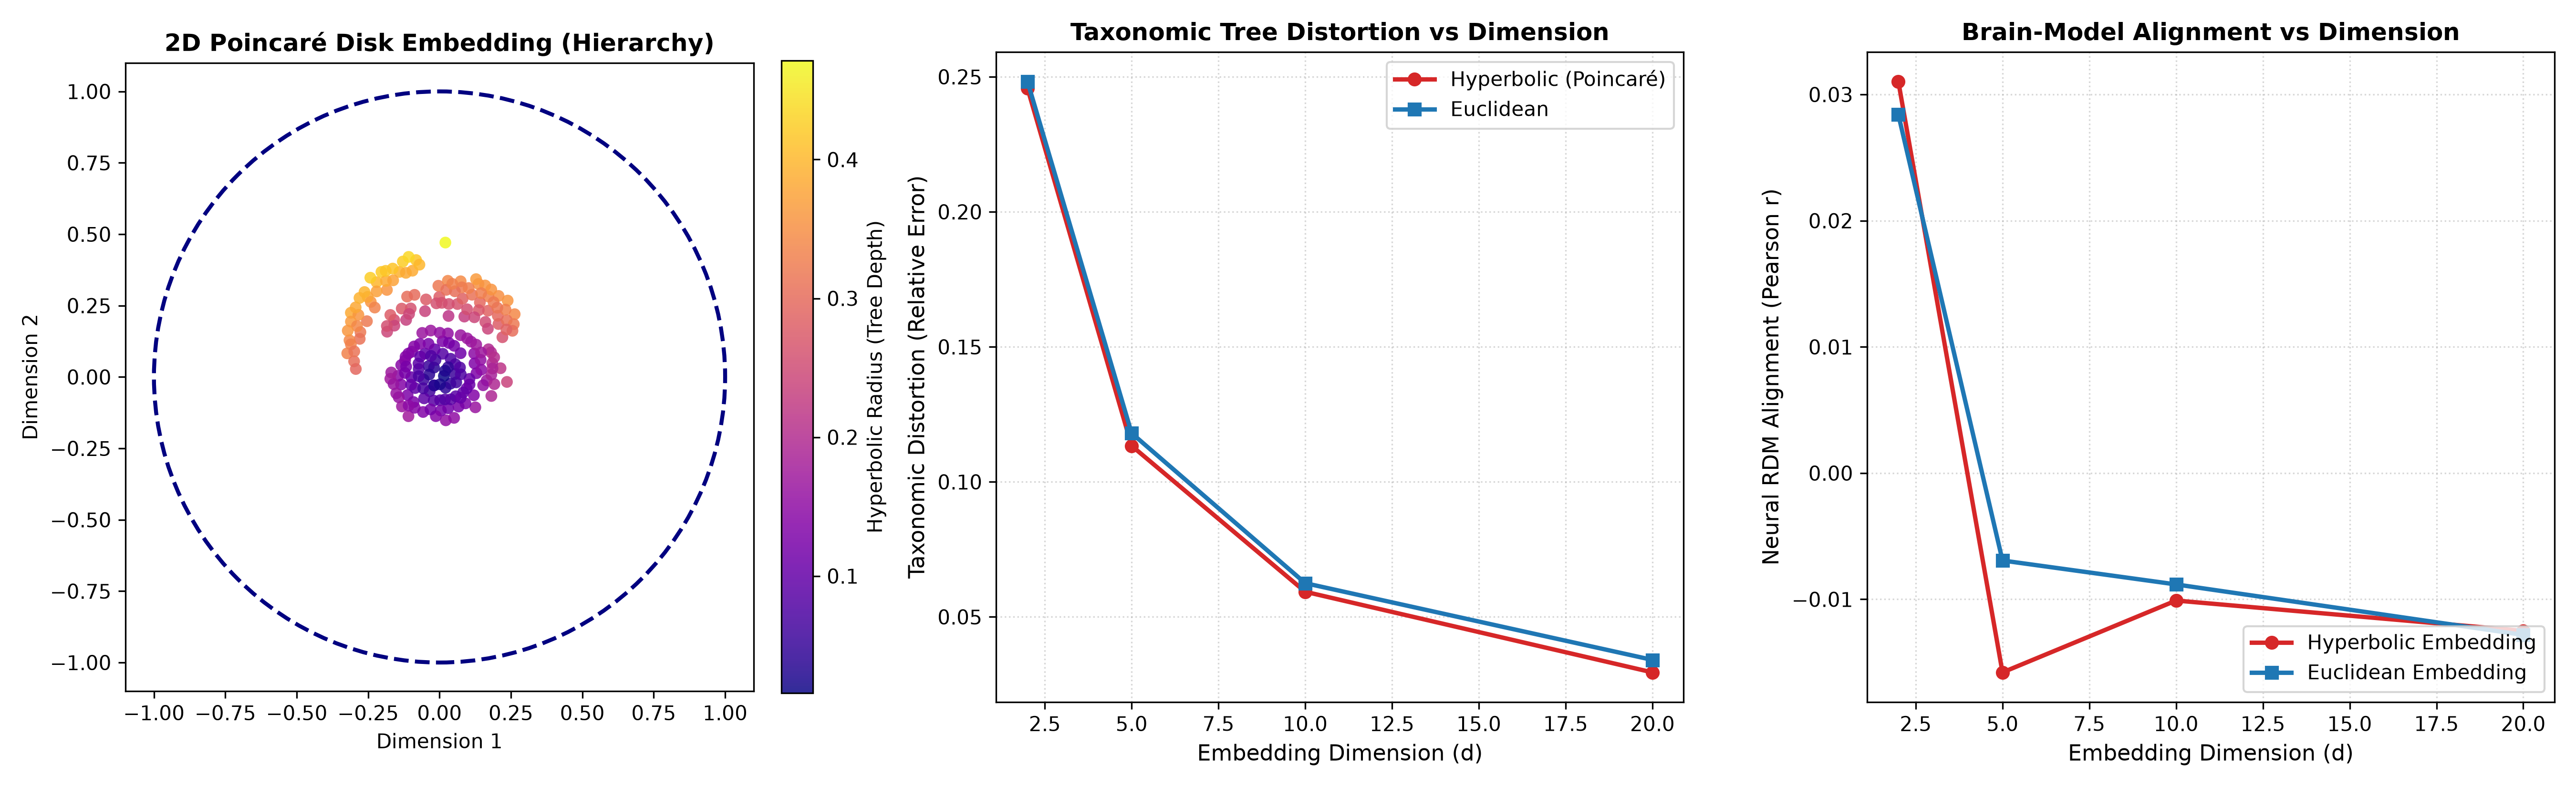 2D Poincaré Disk Embedding (Hierarchy)
1.00
0.75
0.50
0.25
0.00
−0.25
−0.50
−0.75
−1.00
Dimension 2
−1.00 −0.75 −0.50 −0.25 0.00 0.25 0.50 0.75 1.00
Dimension 1
0.4
0.3
0.2
0.1
Hyperbolic Radius (Tree Depth)
Taxonomic Tree Distortion vs Dimension
Hyperbolic (Poincaré)
Euclidean
0.25
0.20
0.15
0.10
0.05
Taxonomic Distortion (Relative Error)
2.5 5.0 7.5 10.0 12.5 15.0 17.5 20.0
Embedding Dimension (d)
Brain-Model Alignment vs Dimension
0.03
0.02
0.01
0.00
−0.01
Neural RDM Alignment (Pearson r)
Hyperbolic Embedding
Euclidean Embedding
2.5 5.0 7.5 10.0 12.5 15.0 17.5 20.0
Embedding Dimension (d)